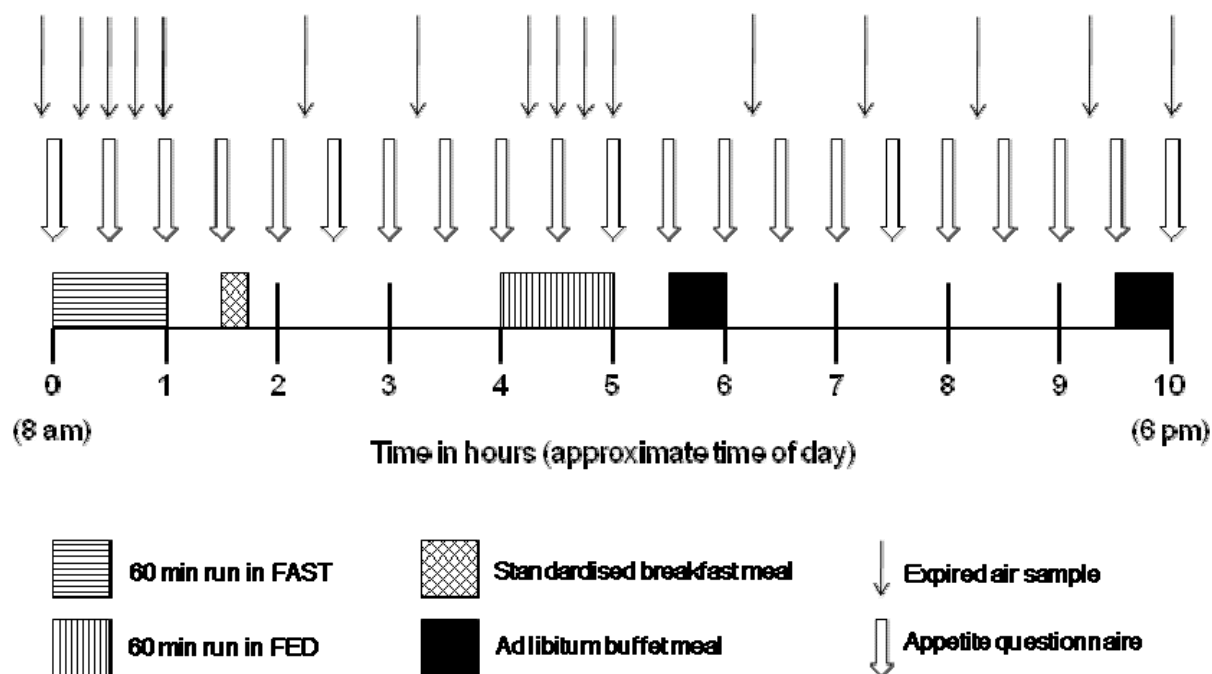 0 1 2 3 4 5 6 7 8 9 10
(8 am) (6 pm)
Time in hours (approximate time of day)
60 min run in FAST
Standardised breakfast meal
Expired air sample
60 min run in FED
Ad libitum buffet meal
Appetite questionnaire